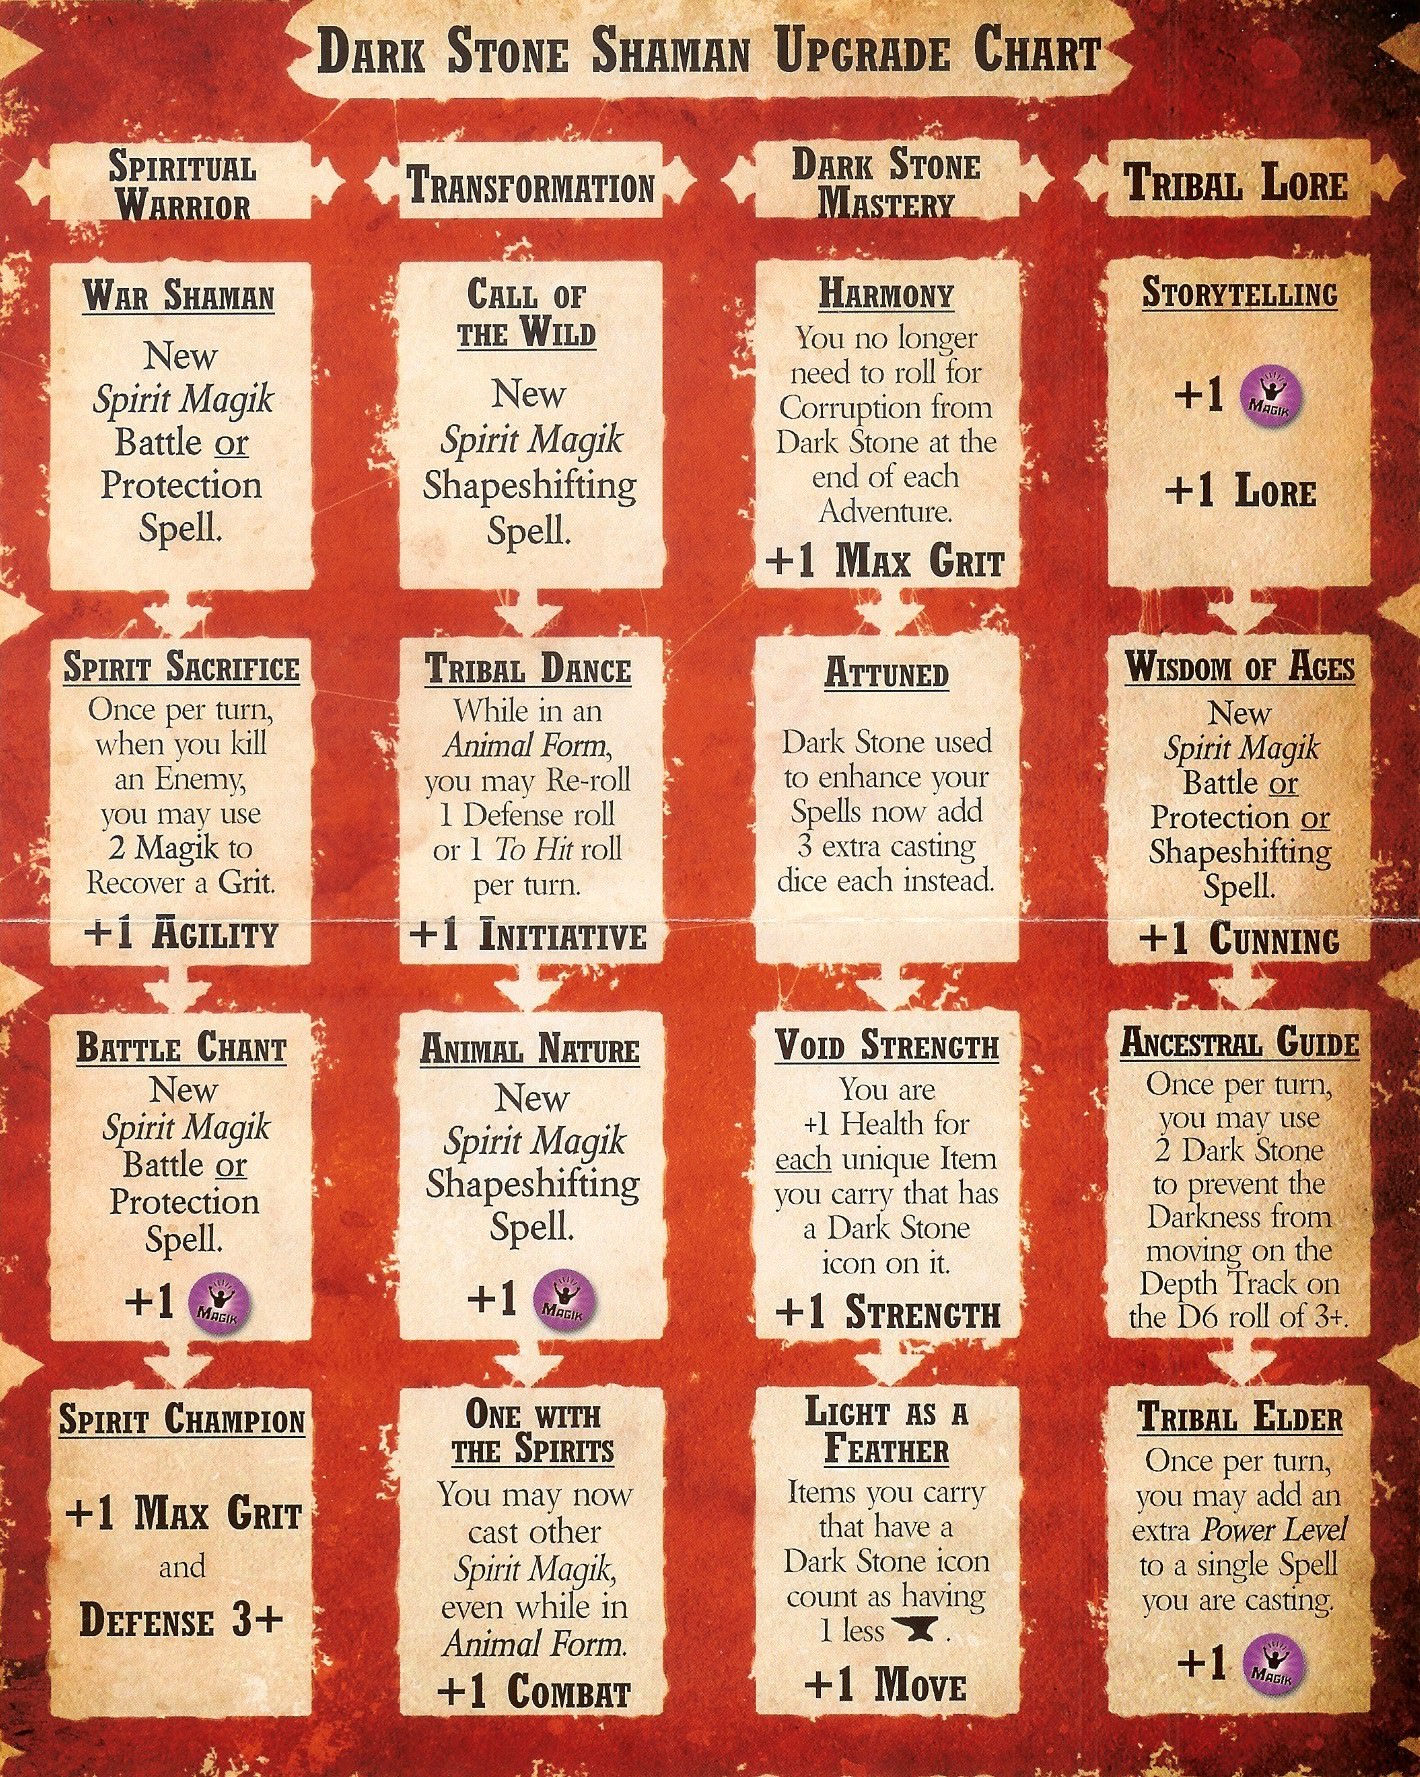 Dark Stone Shaman Upgrade Chart
Spiritual
Warrior
War Shaman
New
Spirit Magik
Battle or
Protection
Spell.
Spirit Sacrifice
Once per turn,
when you kill
an Enemy,
you may use
2 Magik to
Recover a Grit.
+1 Agility
Battle Chant
New
Spirit Magik
Battle or
Protection
Spell.
+1 Magik
Spirit Champion
+1 Max Grit
and
Defense 3+
Transformation
Call of
the Wild
New
Spirit Magik
Shapeshifting
Spell.
Tribal Dance
While in an
Animal Form,
you may Re-roll
1 Defense roll
or 1 To Hit roll
per turn.
+1 Initiative
Animal Nature
New
Spirit Magik
Shapeshifting
Spell.
+1 Magik
One with
the Spirits
You may now
cast other
Spirit Magik,
even while in
Animal Form.
+1 Combat
Dark Stone
Mastery
Harmony
You no longer
need to roll for
Corruption from
Dark Stone at the
end of each
Adventure.
+1 Max Grit
Attuned
Dark Stone used
to enhance your
Spells now add
3 extra casting
dice each instead.
Void Strength
You are
+1 Health for
each unique Item
you carry that has
a Dark Stone
icon on it.
+1 Strength
Light as a
Feather
Items you carry
that have a
Dark Stone icon
count as having
1 less .
+1 Move
Tribal Lore
Storytelling
+1 Magik
+1 Lore
Wisdom of Ages
New
Spirit Magik
Battle or
Protection or
Shapeshifting
Spell.
+1 Cunning
Ancestral Guide
Once per turn,
you may use
2 Dark Stone
to prevent the
Darkness from
moving on the
Depth Track on
the D6 roll of 3+.
Tribal Elder
Once per turn,
you may add an
extra Power Level
to a single Spell
you are casting.
+1 Magik